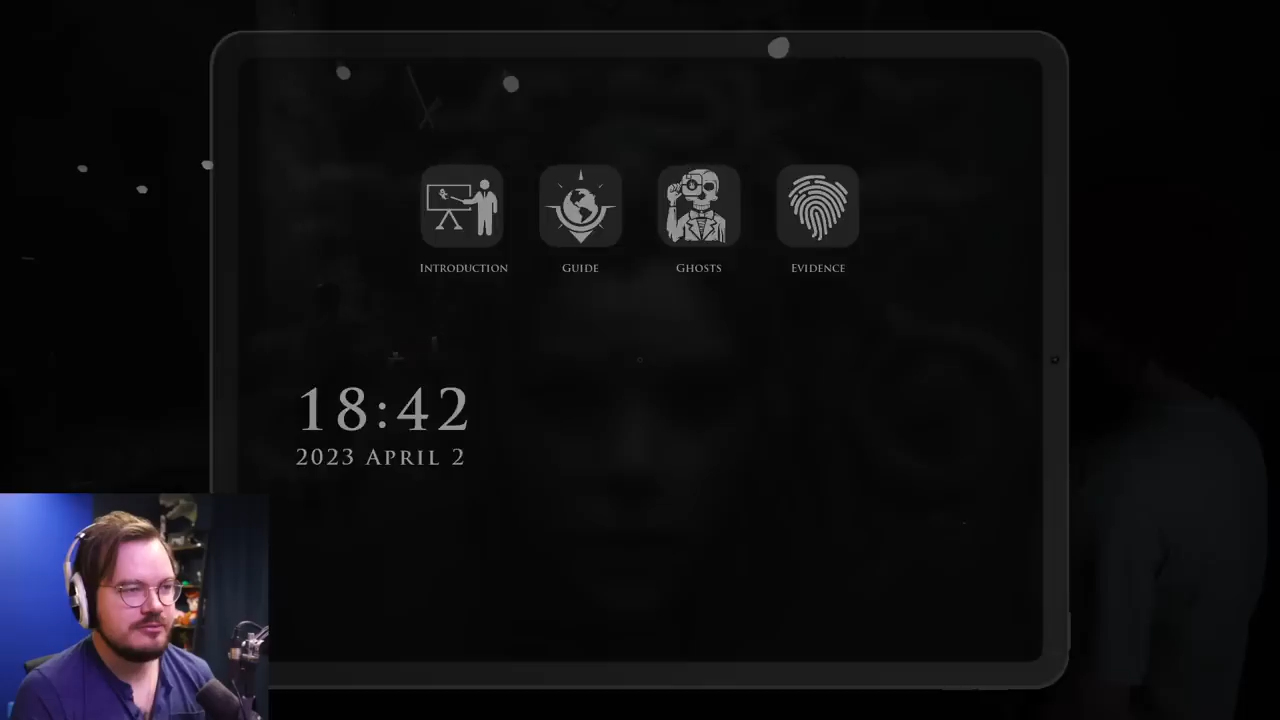 INTRODUCTION
GUIDE
GHOSTS
EVIDENCE
18:42
2023 APRIL 2